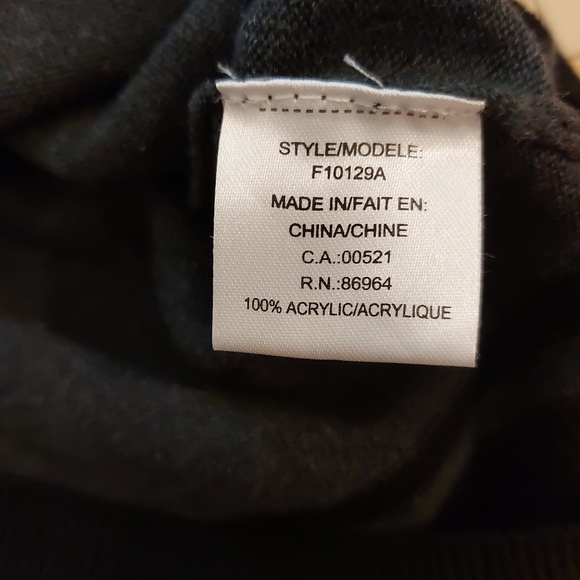 STYLE/MODELE:
F10129A
MADE IN/FAIT EN:
CHINA/CHINE
C.A.:00521
R.N.:86964
100% ACRYLIC/ACRYLIQUE